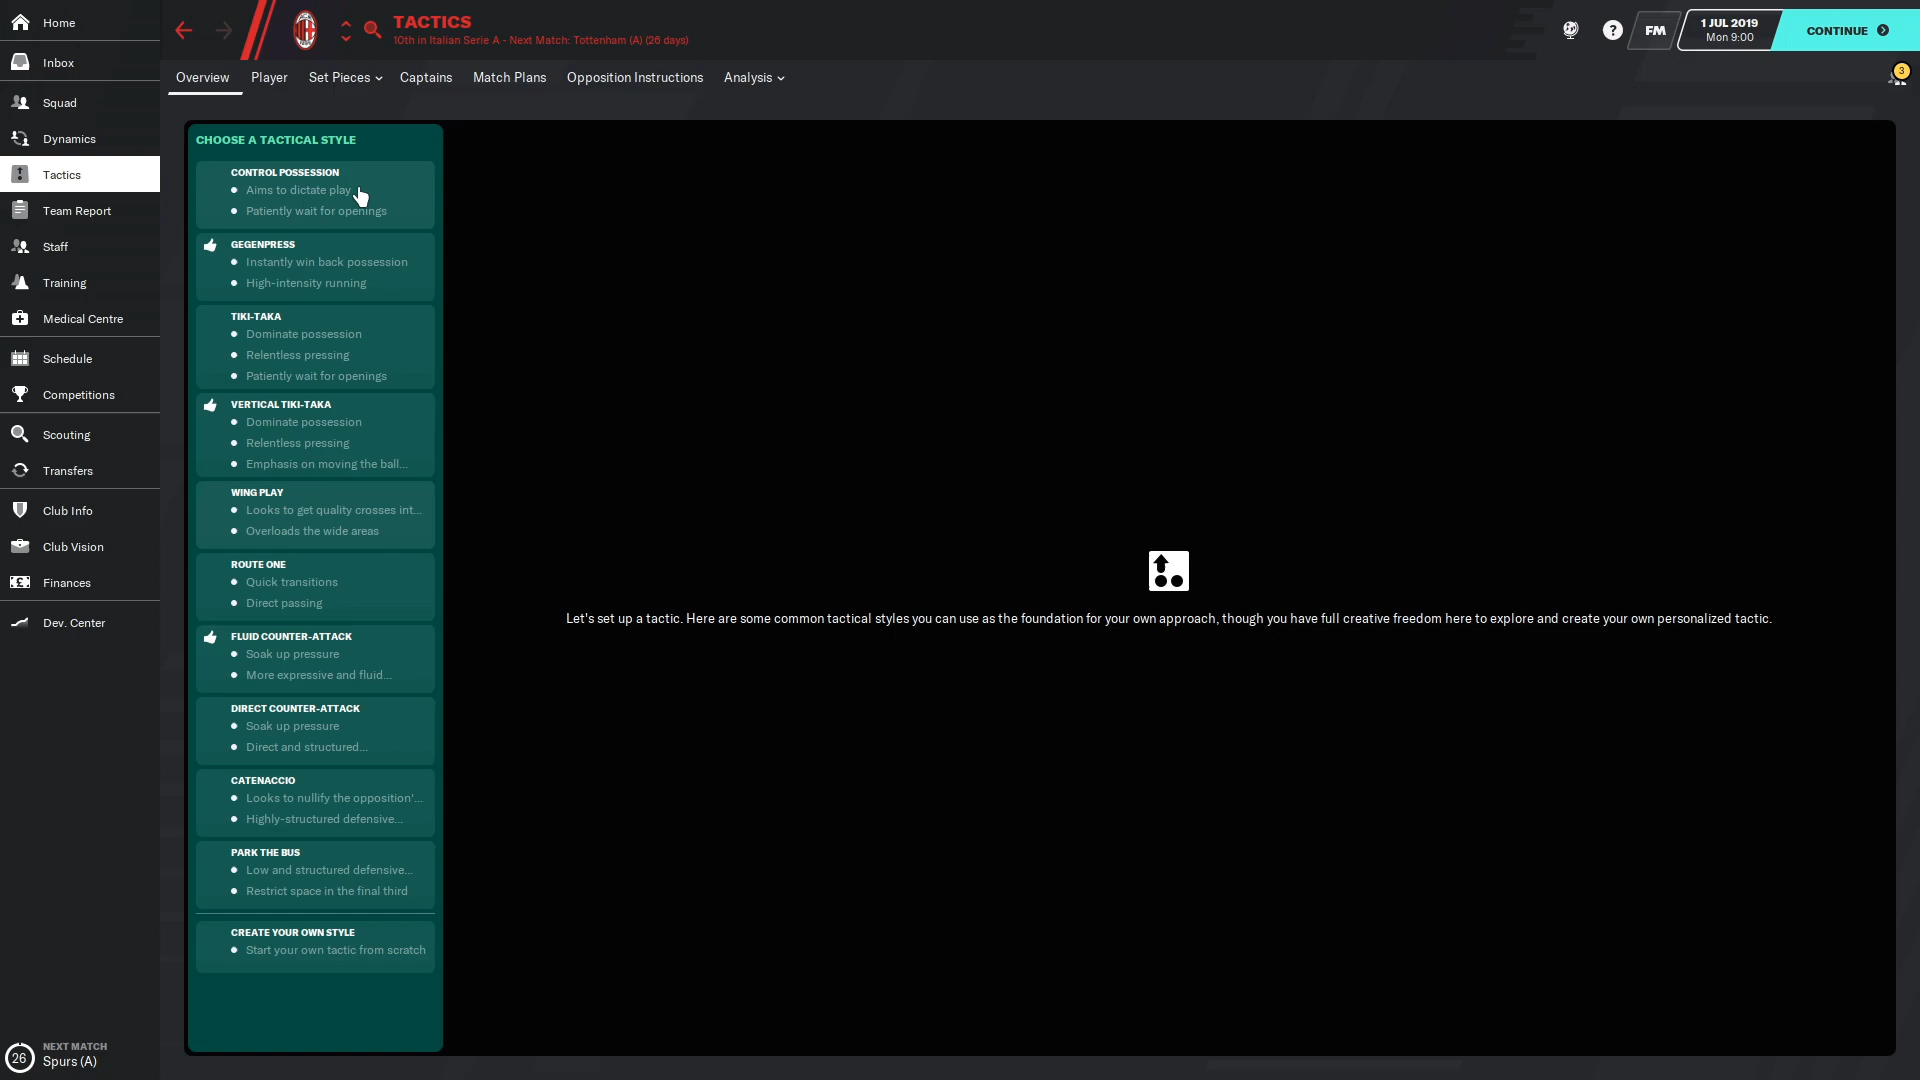 Home
Inbox
Squad
Dynamics
Tactics
Team Report
Staff
Training
Medical Centre
Schedule
Competitions
Scouting
Transfers
Club Info
Club Vision
Finances
Dev. Center
26
NEXT MATCH
Spurs (A)
TACTICS
10th in Italian Serie A - Next Match: Tottenham (A) (26 days)
?
FM
1 JUL 2019
Mon 9:00
CONTINUE
Overview
Player
Set Pieces
Captains
Match Plans
Opposition Instructions
Analysis
3
CHOOSE A TACTICAL STYLE
CONTROL POSSESSION
Aims to dictate play
Patiently wait for openings
GEGENPRESS
Instantly win back possession
High-intensity running
TIKI-TAKA
Dominate possession
Relentless pressing
Patiently wait for openings
VERTICAL TIKI-TAKA
Dominate possession
Relentless pressing
Emphasis on moving the ball...
WING PLAY
Looks to get quality crosses int...
Overloads the wide areas
ROUTE ONE
Quick transitions
Direct passing
FLUID COUNTER-ATTACK
Soak up pressure
More expressive and fluid...
DIRECT COUNTER-ATTACK
Soak up pressure
Direct and structured...
CATENACCIO
Looks to nullify the opposition'...
Highly-structured defensive...
PARK THE BUS
Low and structured defensive...
Restrict space in the final third
CREATE YOUR OWN STYLE
Start your own tactic from scratch
Let's set up a tactic. Here are some common tactical styles you can use as the foundation for your own approach, though you have full creative freedom here to explore and create your own personalized tactic.